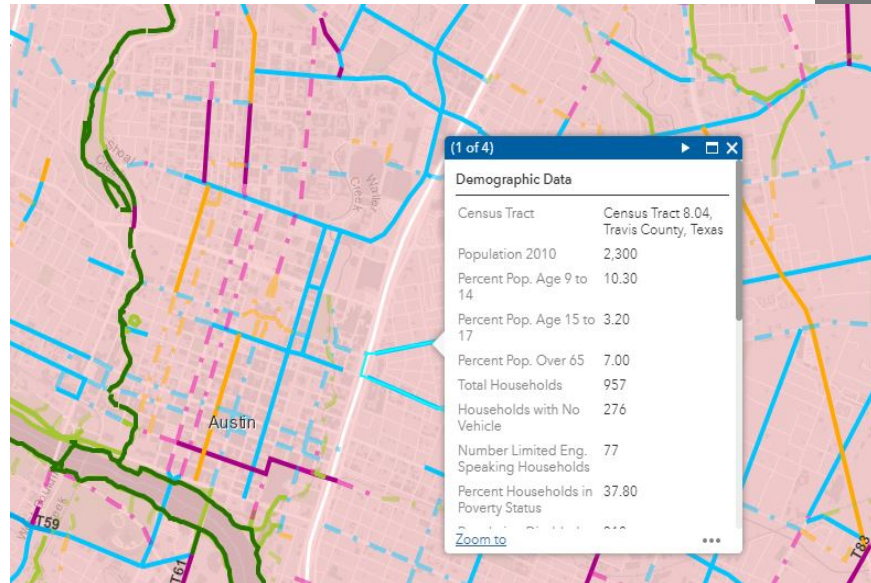 Shoal
Creek
Waller
Creek
Austin
T59
T61
T83
(1 of 4)
Demographic Data
Census Tract
Census Tract 8.04,
Travis County, Texas
Population 2010
2,300
Percent Pop. Age 9 to
14
10.30
Percent Pop. Age 15 to
17
3.20
Percent Pop. Over 65
7.00
Total Households
957
Households with No
Vehicle
276
Number Limited Eng.
Speaking Households
77
Percent Households in
Poverty Status
37.80
Zoom to